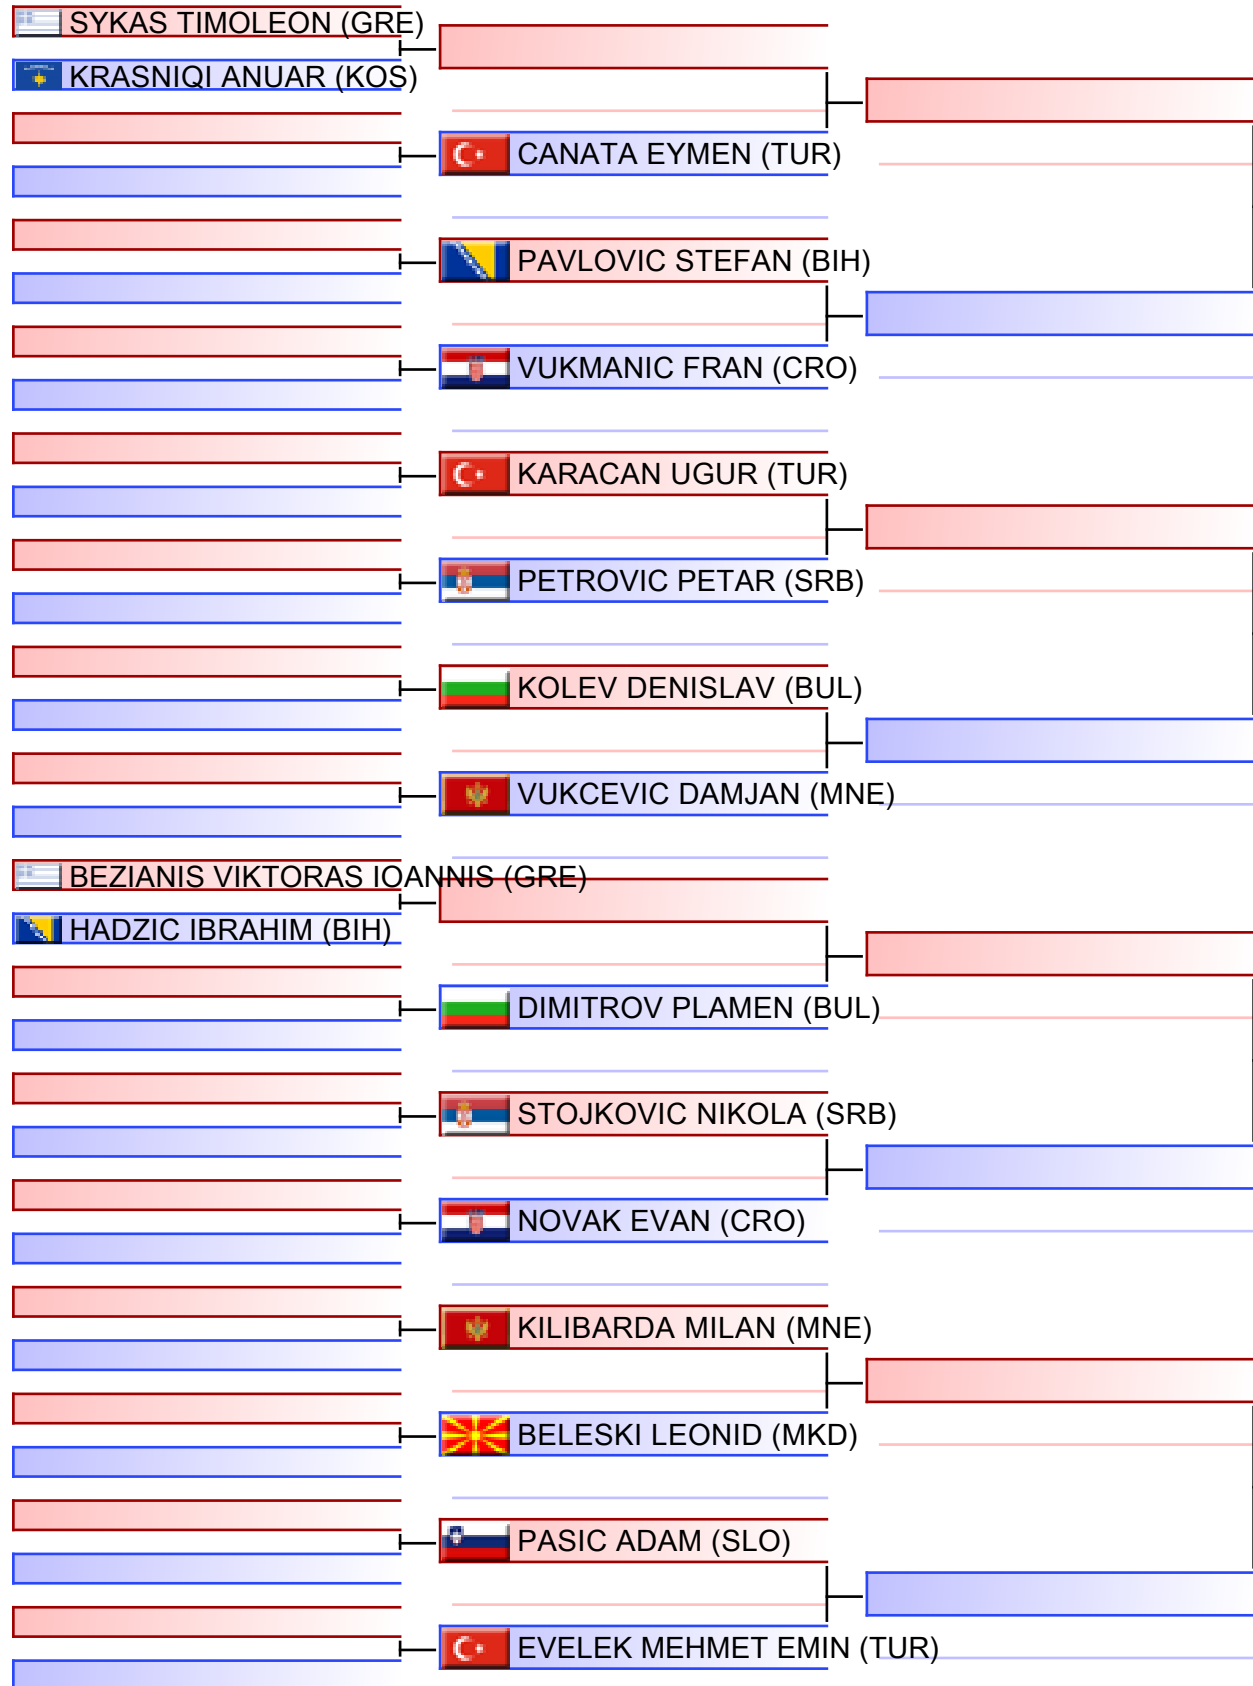 SYKAS TIMOLEON (GRE)
KRASNIQI ANUAR (KOS)
CANATA EYMEN (TUR)
PAVLOVIC STEFAN (BIH)
VUKMANIC FRAN (CRO)
KARACAN UGUR (TUR)
PETROVIC PETAR (SRB)
KOLEV DENISLAV (BUL)
VUKCEVIC DAMJAN (MNE)
BEZIANIS VIKTORAS IOANNIS (GRE)
HADZIC IBRAHIM (BIH)
DIMITROV PLAMEN (BUL)
STOJKOVIC NIKOLA (SRB)
NOVAK EVAN (CRO)
KILIBARDA MILAN (MNE)
BELESKI LEONID (MKD)
PASIC ADAM (SLO)
EVELEK MEHMET EMIN (TUR)